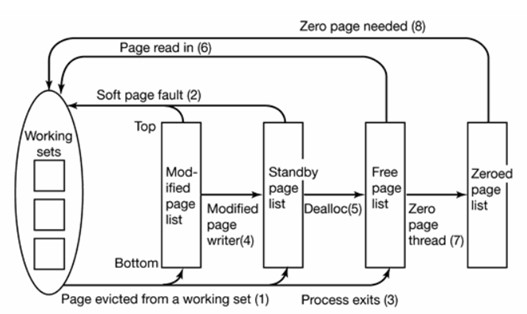 Zero page needed (8)
Page read in (6)
Soft page fault (2)
Top
Working
sets
Mod-
ified
page
list
Standby
page
list
Free
page
list
Zeroed
page
list
Modified
page
writer(4)
Dealloc(5)
Zero
page
thread (7)
Bottom
Page evicted from a working set (1)
Process exits (3)